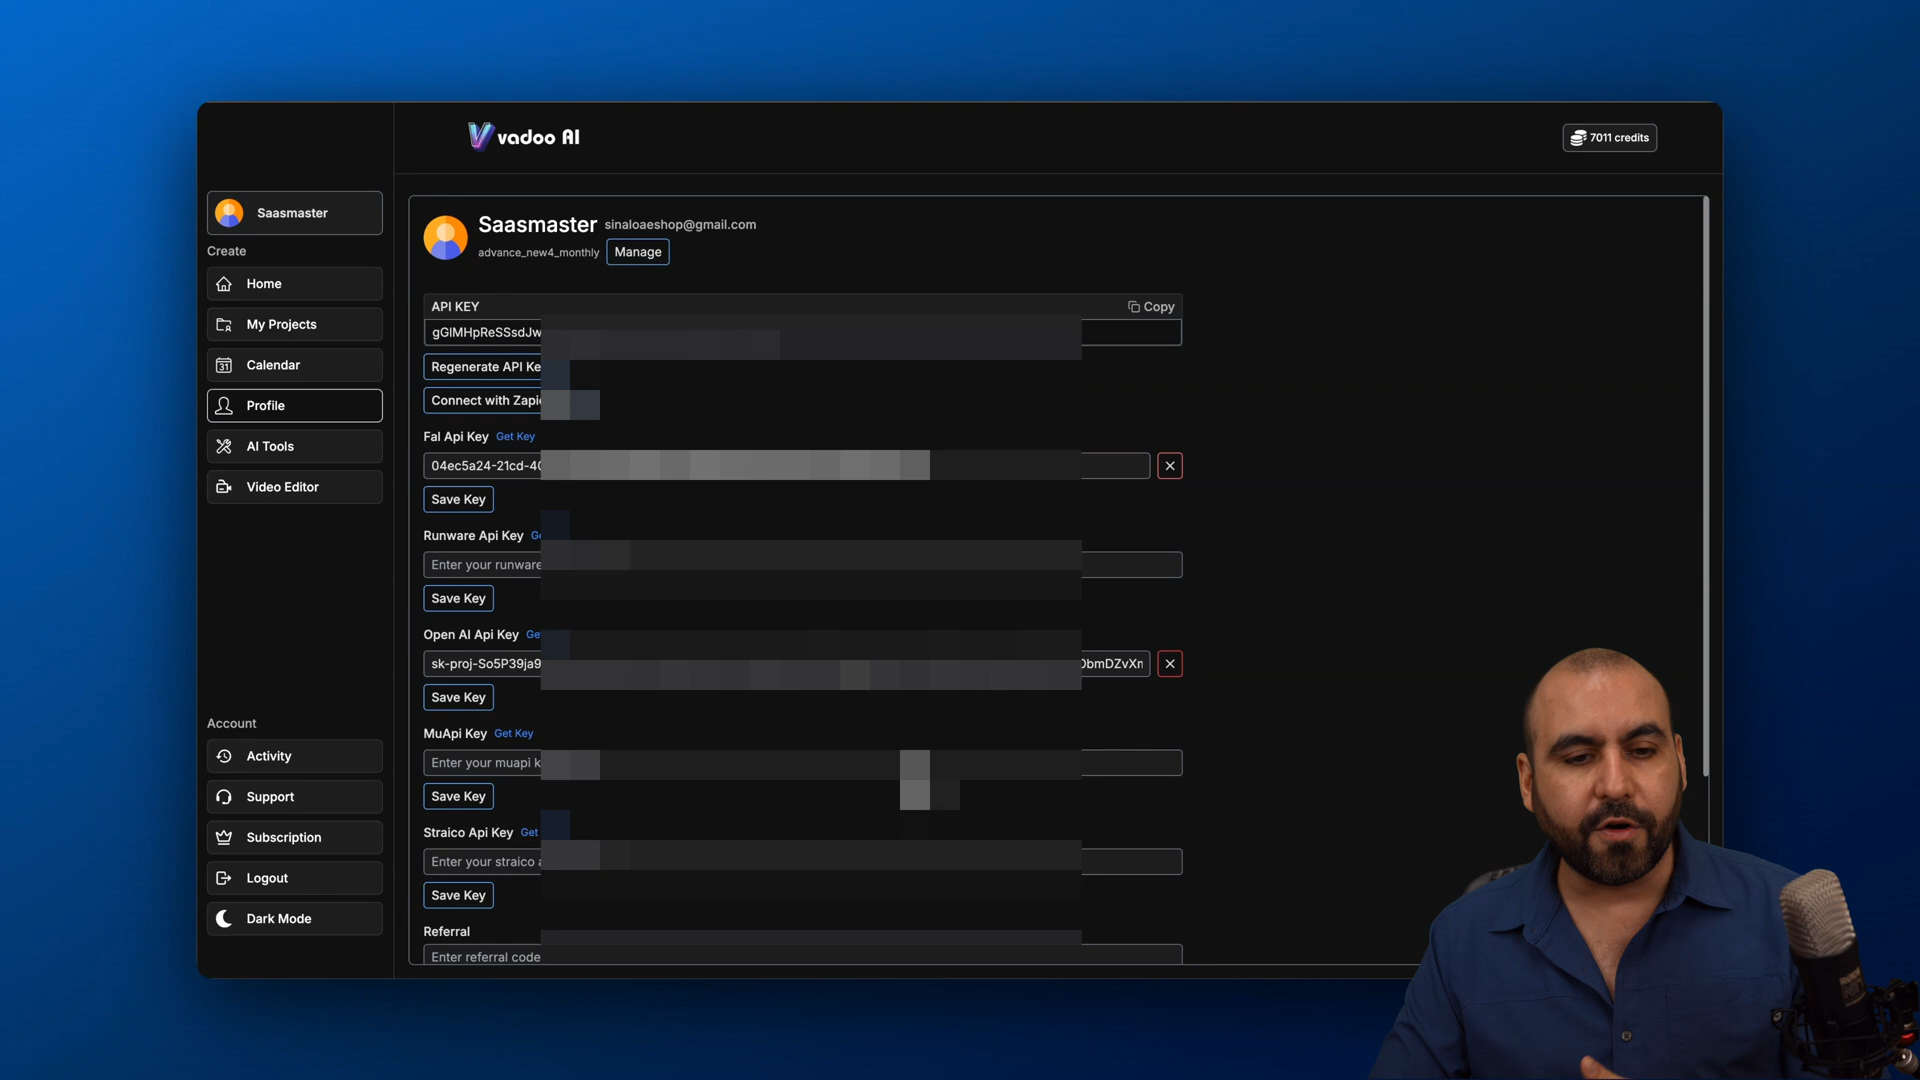 vadoo AI
7011 credits
Saasmaster
Create
Home
My Projects
31 Calendar
Profile
AI Tools
Video Editor
Account
Activity
Support
Subscription
Logout
Dark Mode
Saasmaster sinaloaeshop@gmail.com
advance_new4_monthly Manage
API KEY Copy
Regenerate API Ke
Connect with Zapi
Fal Api Key Get Key
04ec5a24-21cd-40
Save Key
Runware Api Key
Enter your runware
Save Key
Open AI Api Key Ge
sk-proj-So5P39ja9 bmDZvXr
Save Key
MuApi Key Get Key
Enter your muapi k
Save Key
Straico Api Key Get
Enter your straico a
Save Key
Referral
Enter referral code